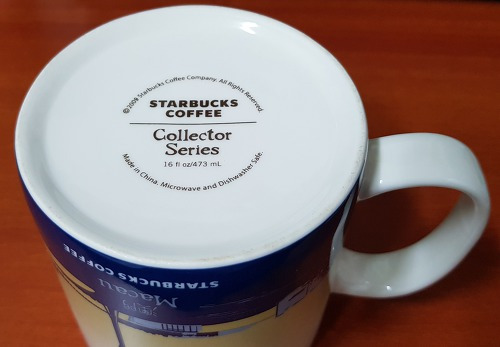 ©2009 Starbucks Coffee Company. All Rights Reserved.
STARBUCKS
COFFEE
Collector
Series
16 fl oz/473 mL
Made in China. Microwave and Dishwasher Safe.
STARBUCKS COFFEE
Macau